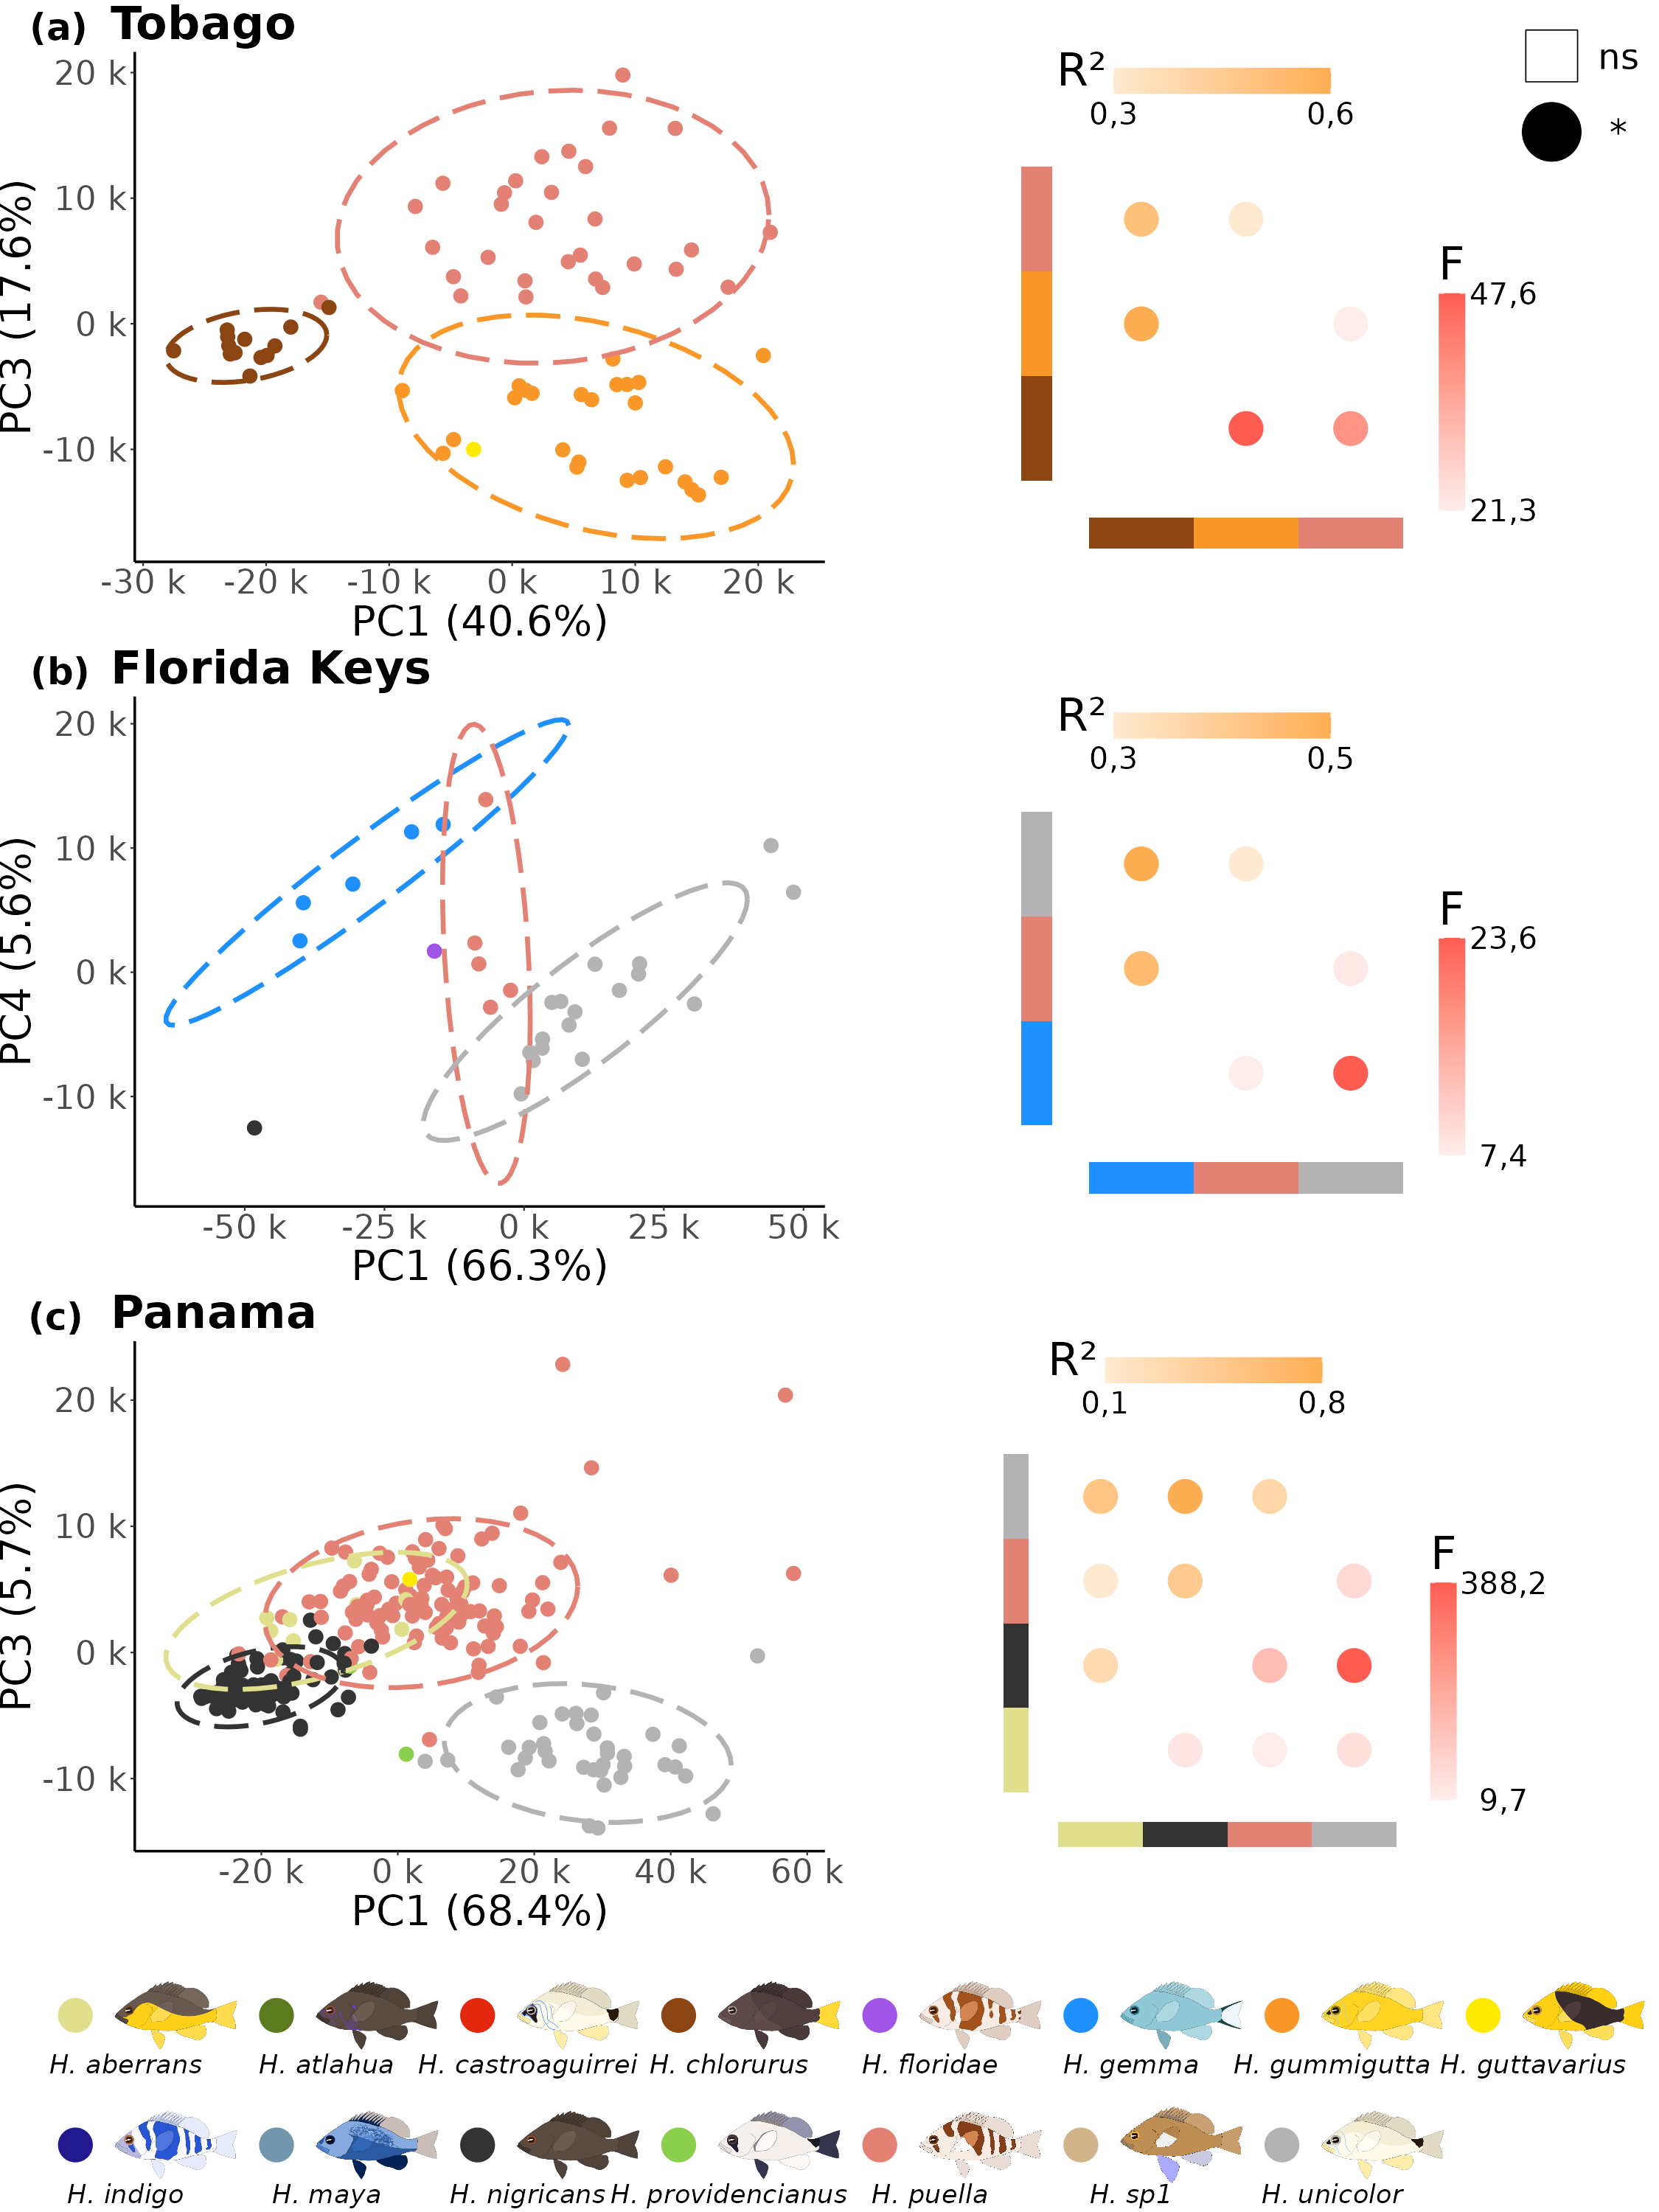 (a) Tobago
20 k
10 k
0 k
-10 k
PC3 (17.6%)
-30 k -20 k -10 k 0 k 10 k 20 k
PC1 (40.6%)
R²
0,3 0,6
ns
*
F
47,6
21,3
(b) Florida Keys
20 k
10 k
0 k
-10 k
PC4 (5.6%)
-50 k -25 k 0 k 25 k 50 k
PC1 (66.3%)
R²
0,3 0,5
F
23,6
7,4
(c) Panama
20 k
10 k
0 k
-10 k
PC3 (5.7%)
-20 k 0 k 20 k 40 k 60 k
PC1 (68.4%)
R²
0,1 0,8
F
388,2
9,7
H. aberrans H. atlahua H. castroaguirrei H. chlorurus H. floridae H. gemma H. gummigutta H. guttavarius
H. indigo H. maya H. nigricans H. providencianus H. puella H. sp1 H. unicolor